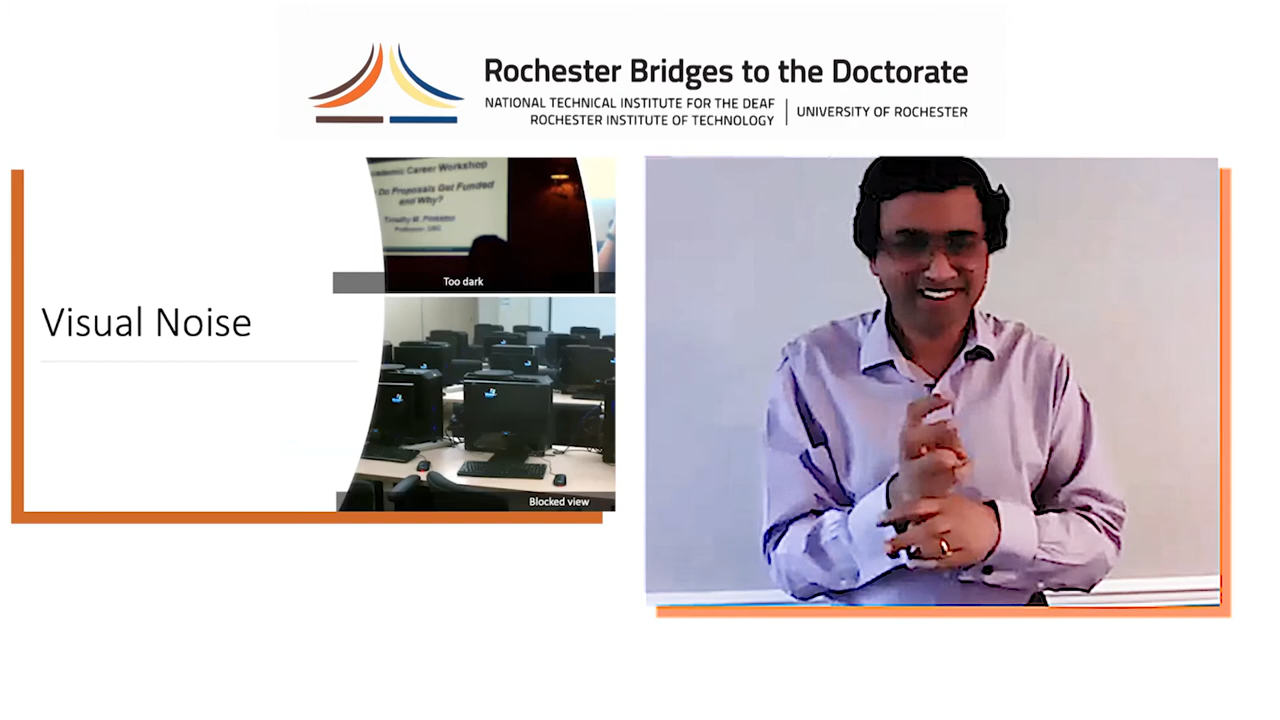 Rochester Bridges to the Doctorate
NATIONAL TECHNICAL INSTITUTE FOR THE DEAF
ROCHESTER INSTITUTE OF TECHNOLOGY
UNIVERSITY OF ROCHESTER
Visual Noise
Career Workshop
Do Proposals Get Funded
and Why?
Timothy M.
Too dark
Blocked view